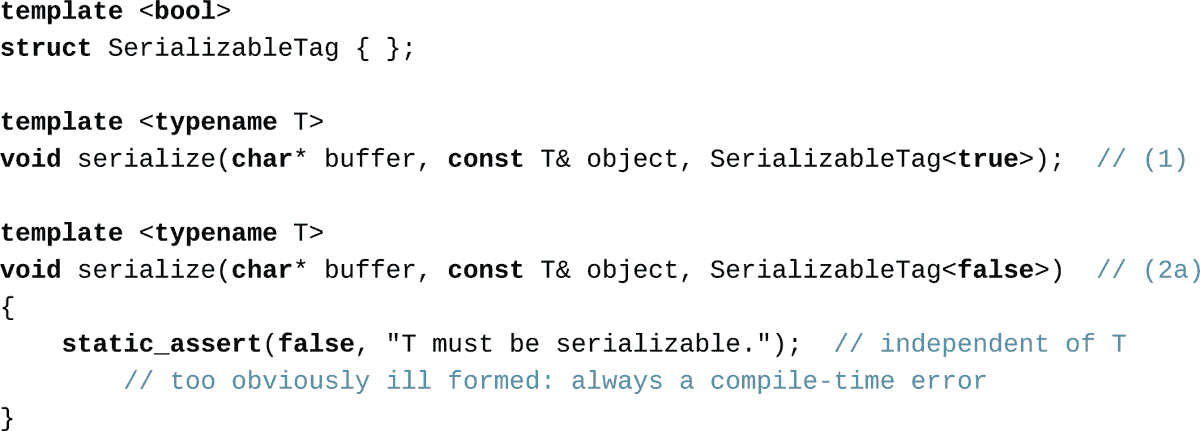 template <bool>
struct SerializableTag { };
template <typename T>
void serialize(char* buffer, const T& object, SerializableTag<true>);  // (1)
template <typename T>
void serialize(char* buffer, const T& object, SerializableTag<false>)  // (2a)
{
    static_assert(false, "T must be serializable.");  // independent of T
        // too obviously ill formed: always a compile-time error
}